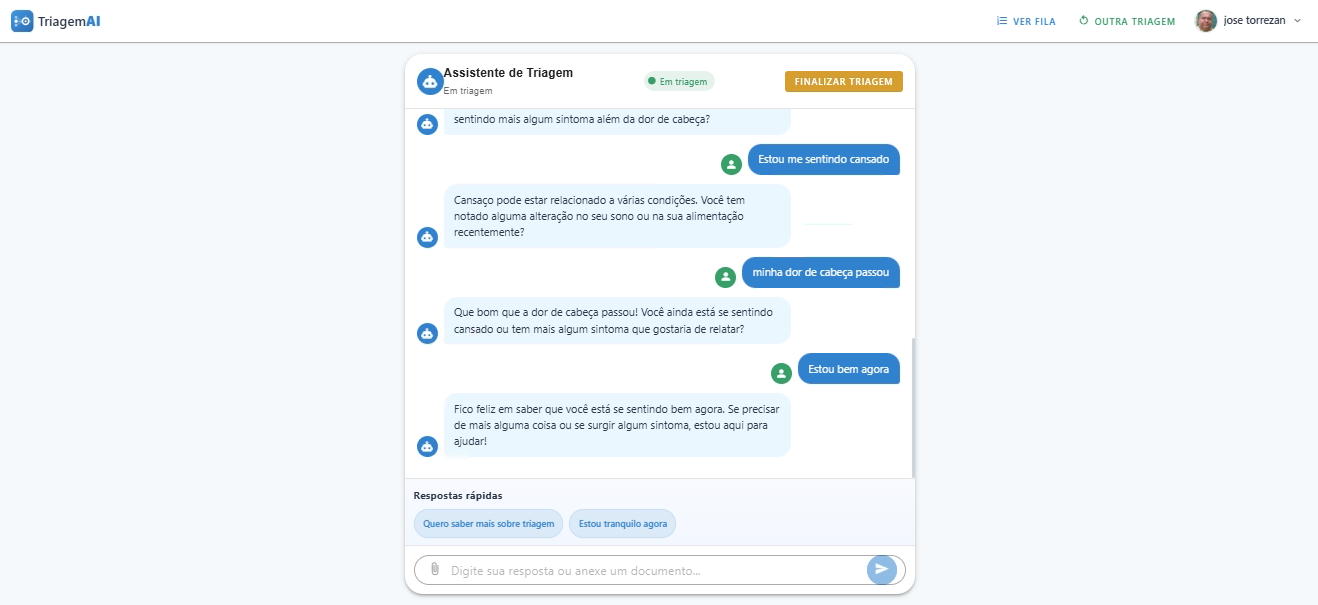 TriagemAI
VER FILA
OUTRA TRIAGEM
jose torrezan
Assistente de Triagem
Em triagem
Em triagem
FINALIZAR TRIAGEM
sentindo mais algum sintoma além da dor de cabeça?
Estou me sentindo cansado
Cansaço pode estar relacionado a várias condições. Você tem
notado alguma alteração no seu sono ou na sua alimentação
recentemente?
minha dor de cabeça passou
Que bom que a dor de cabeça passou! Você ainda está se sentindo
cansado ou tem mais algum sintoma que gostaria de relatar?
Estou bem agora
Fico feliz em saber que você está se sentindo bem agora. Se precisar
de mais alguma coisa ou se surgir algum sintoma, estou aqui para
ajudar!
Respostas rápidas
Quero saber mais sobre triagem
Estou tranquilo agora
Digite sua resposta ou anexe um documento...